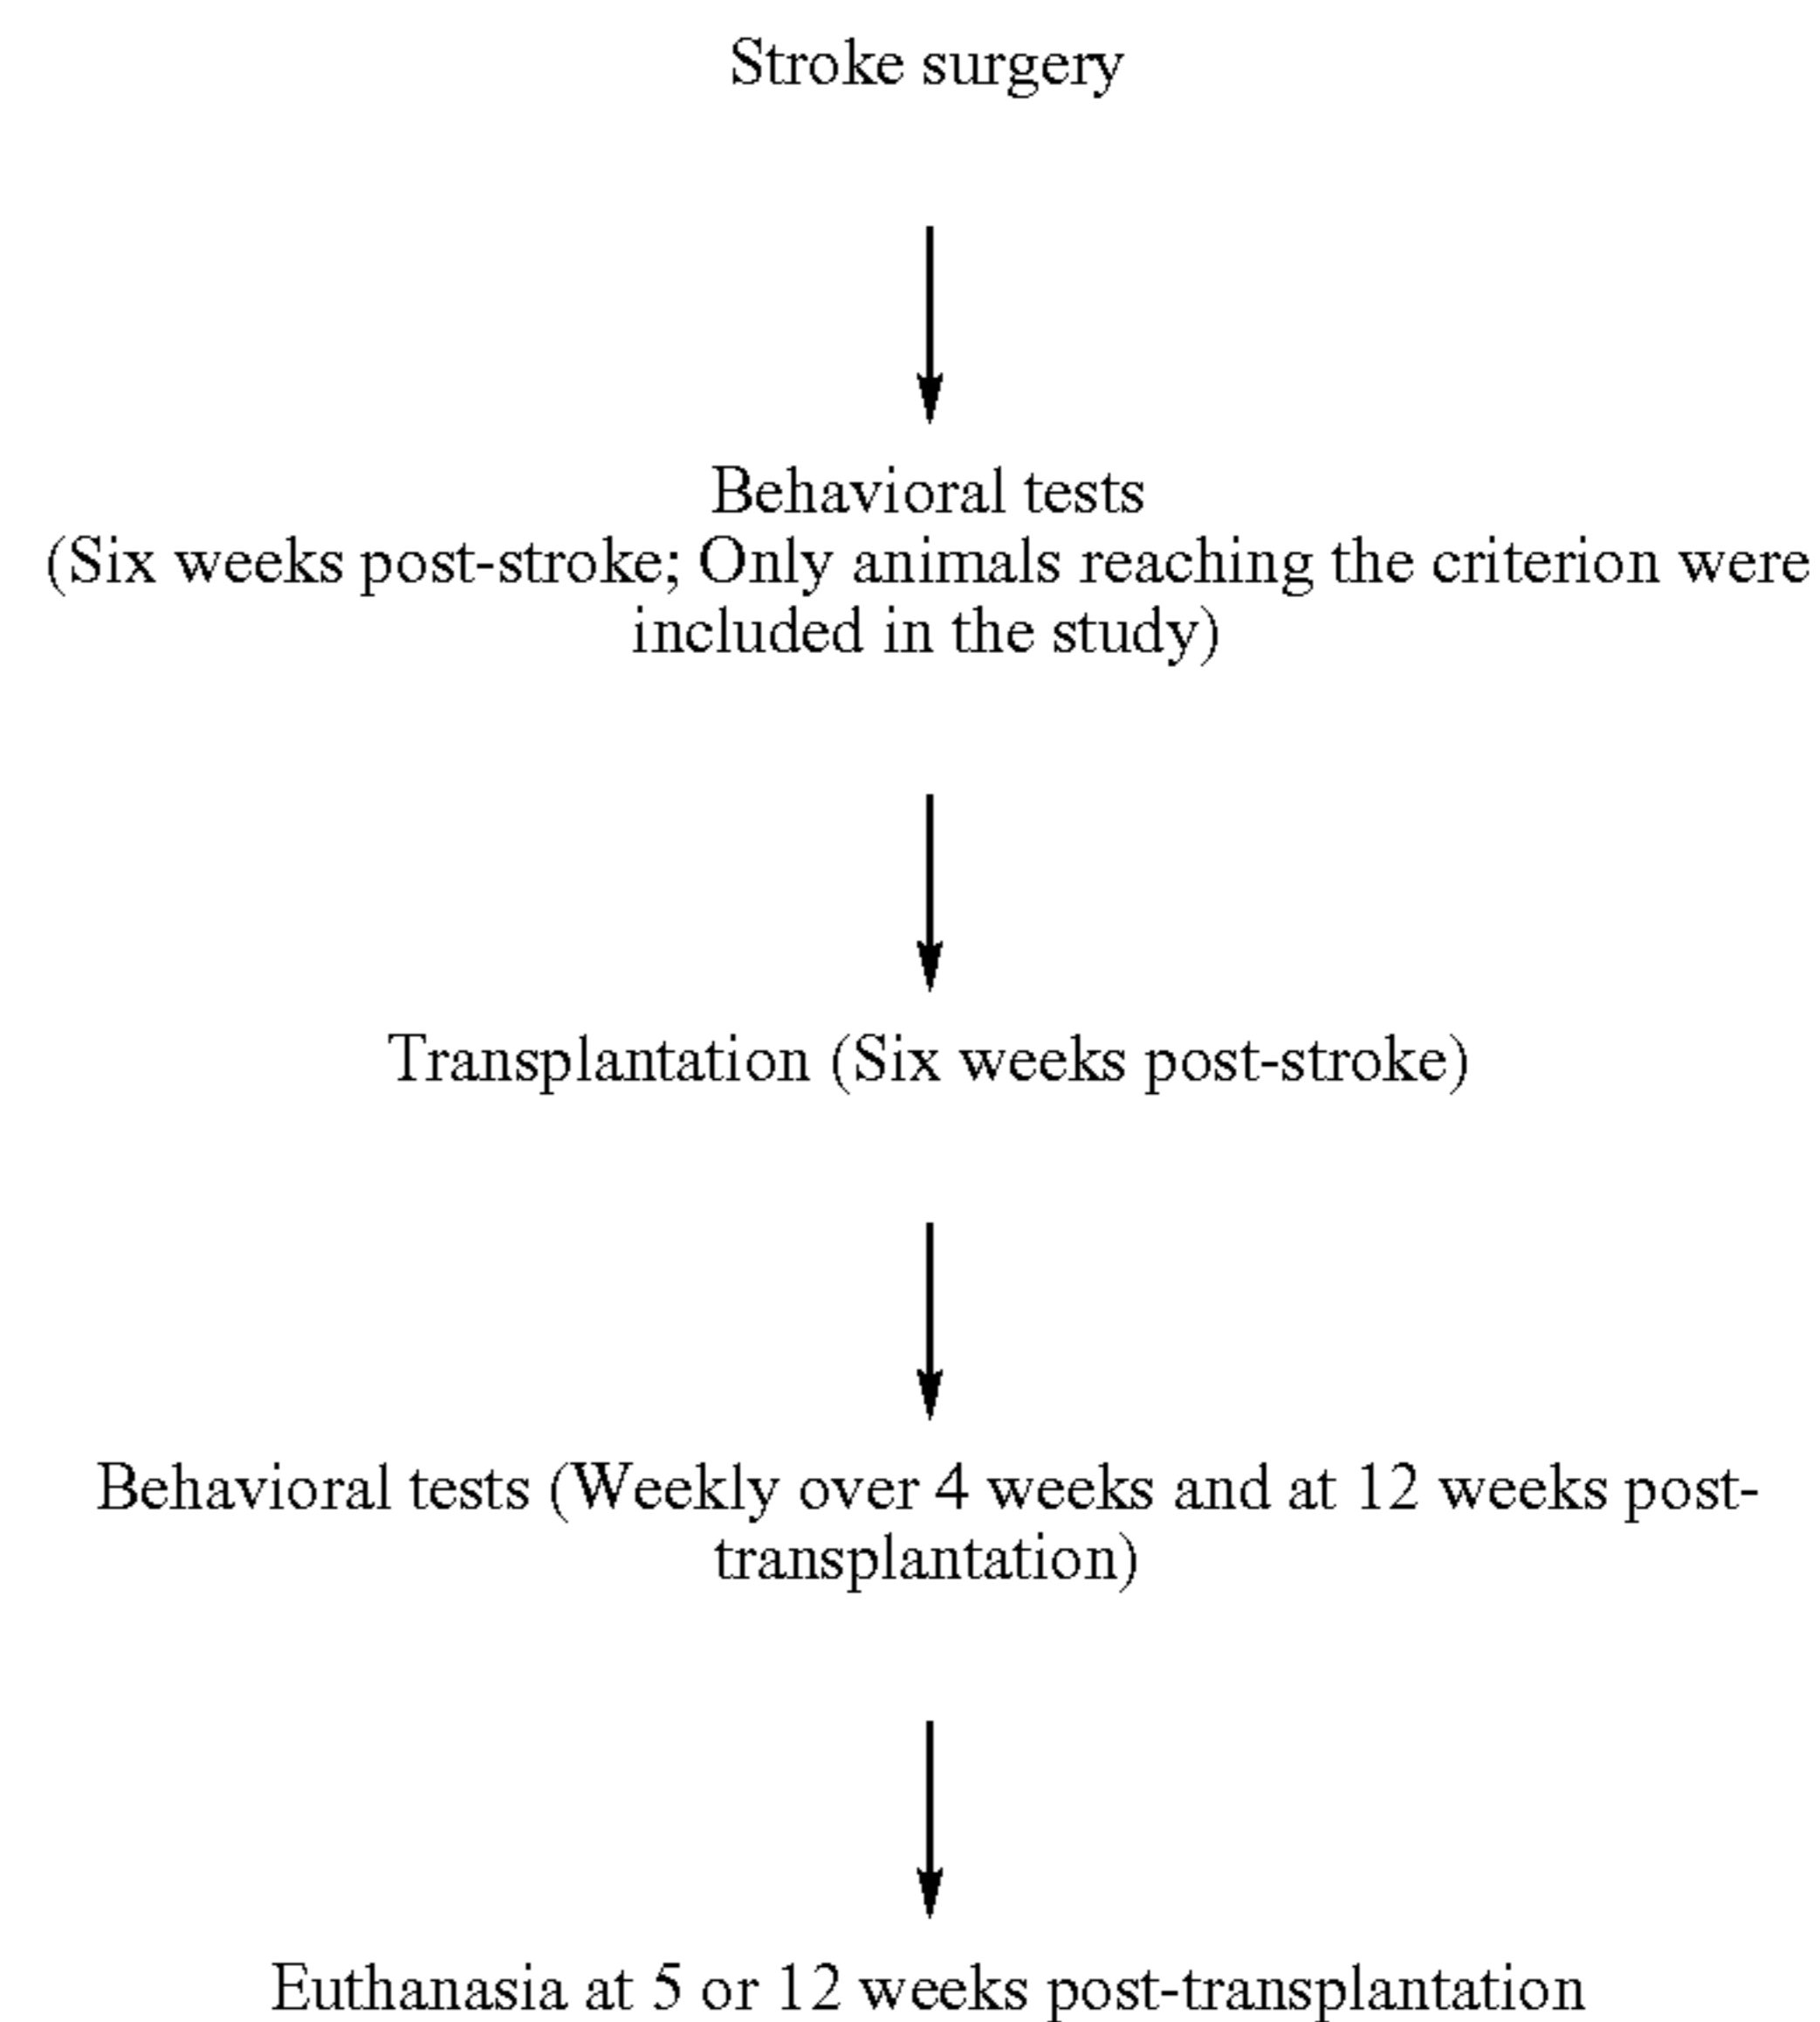 Stroke surgery
Behavioral tests
(Six weeks post-stroke; Only animals reaching the criterion were
included in the study)
Transplantation (Six weeks post-stroke)
Behavioral tests (Weekly over 4 weeks and at 12 weeks post-
transplantation)
Euthanasia at 5 or 12 weeks post-transplantation